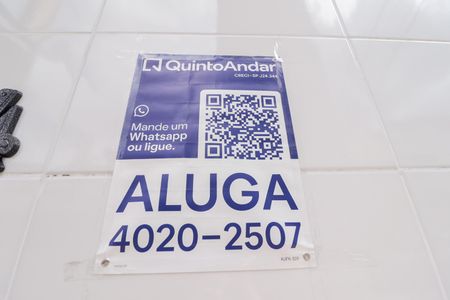 QuintoAndar
CRECI-SP J24.344
Mande um
Whatsapp
ou ligue.
ALUGA
4020-2507